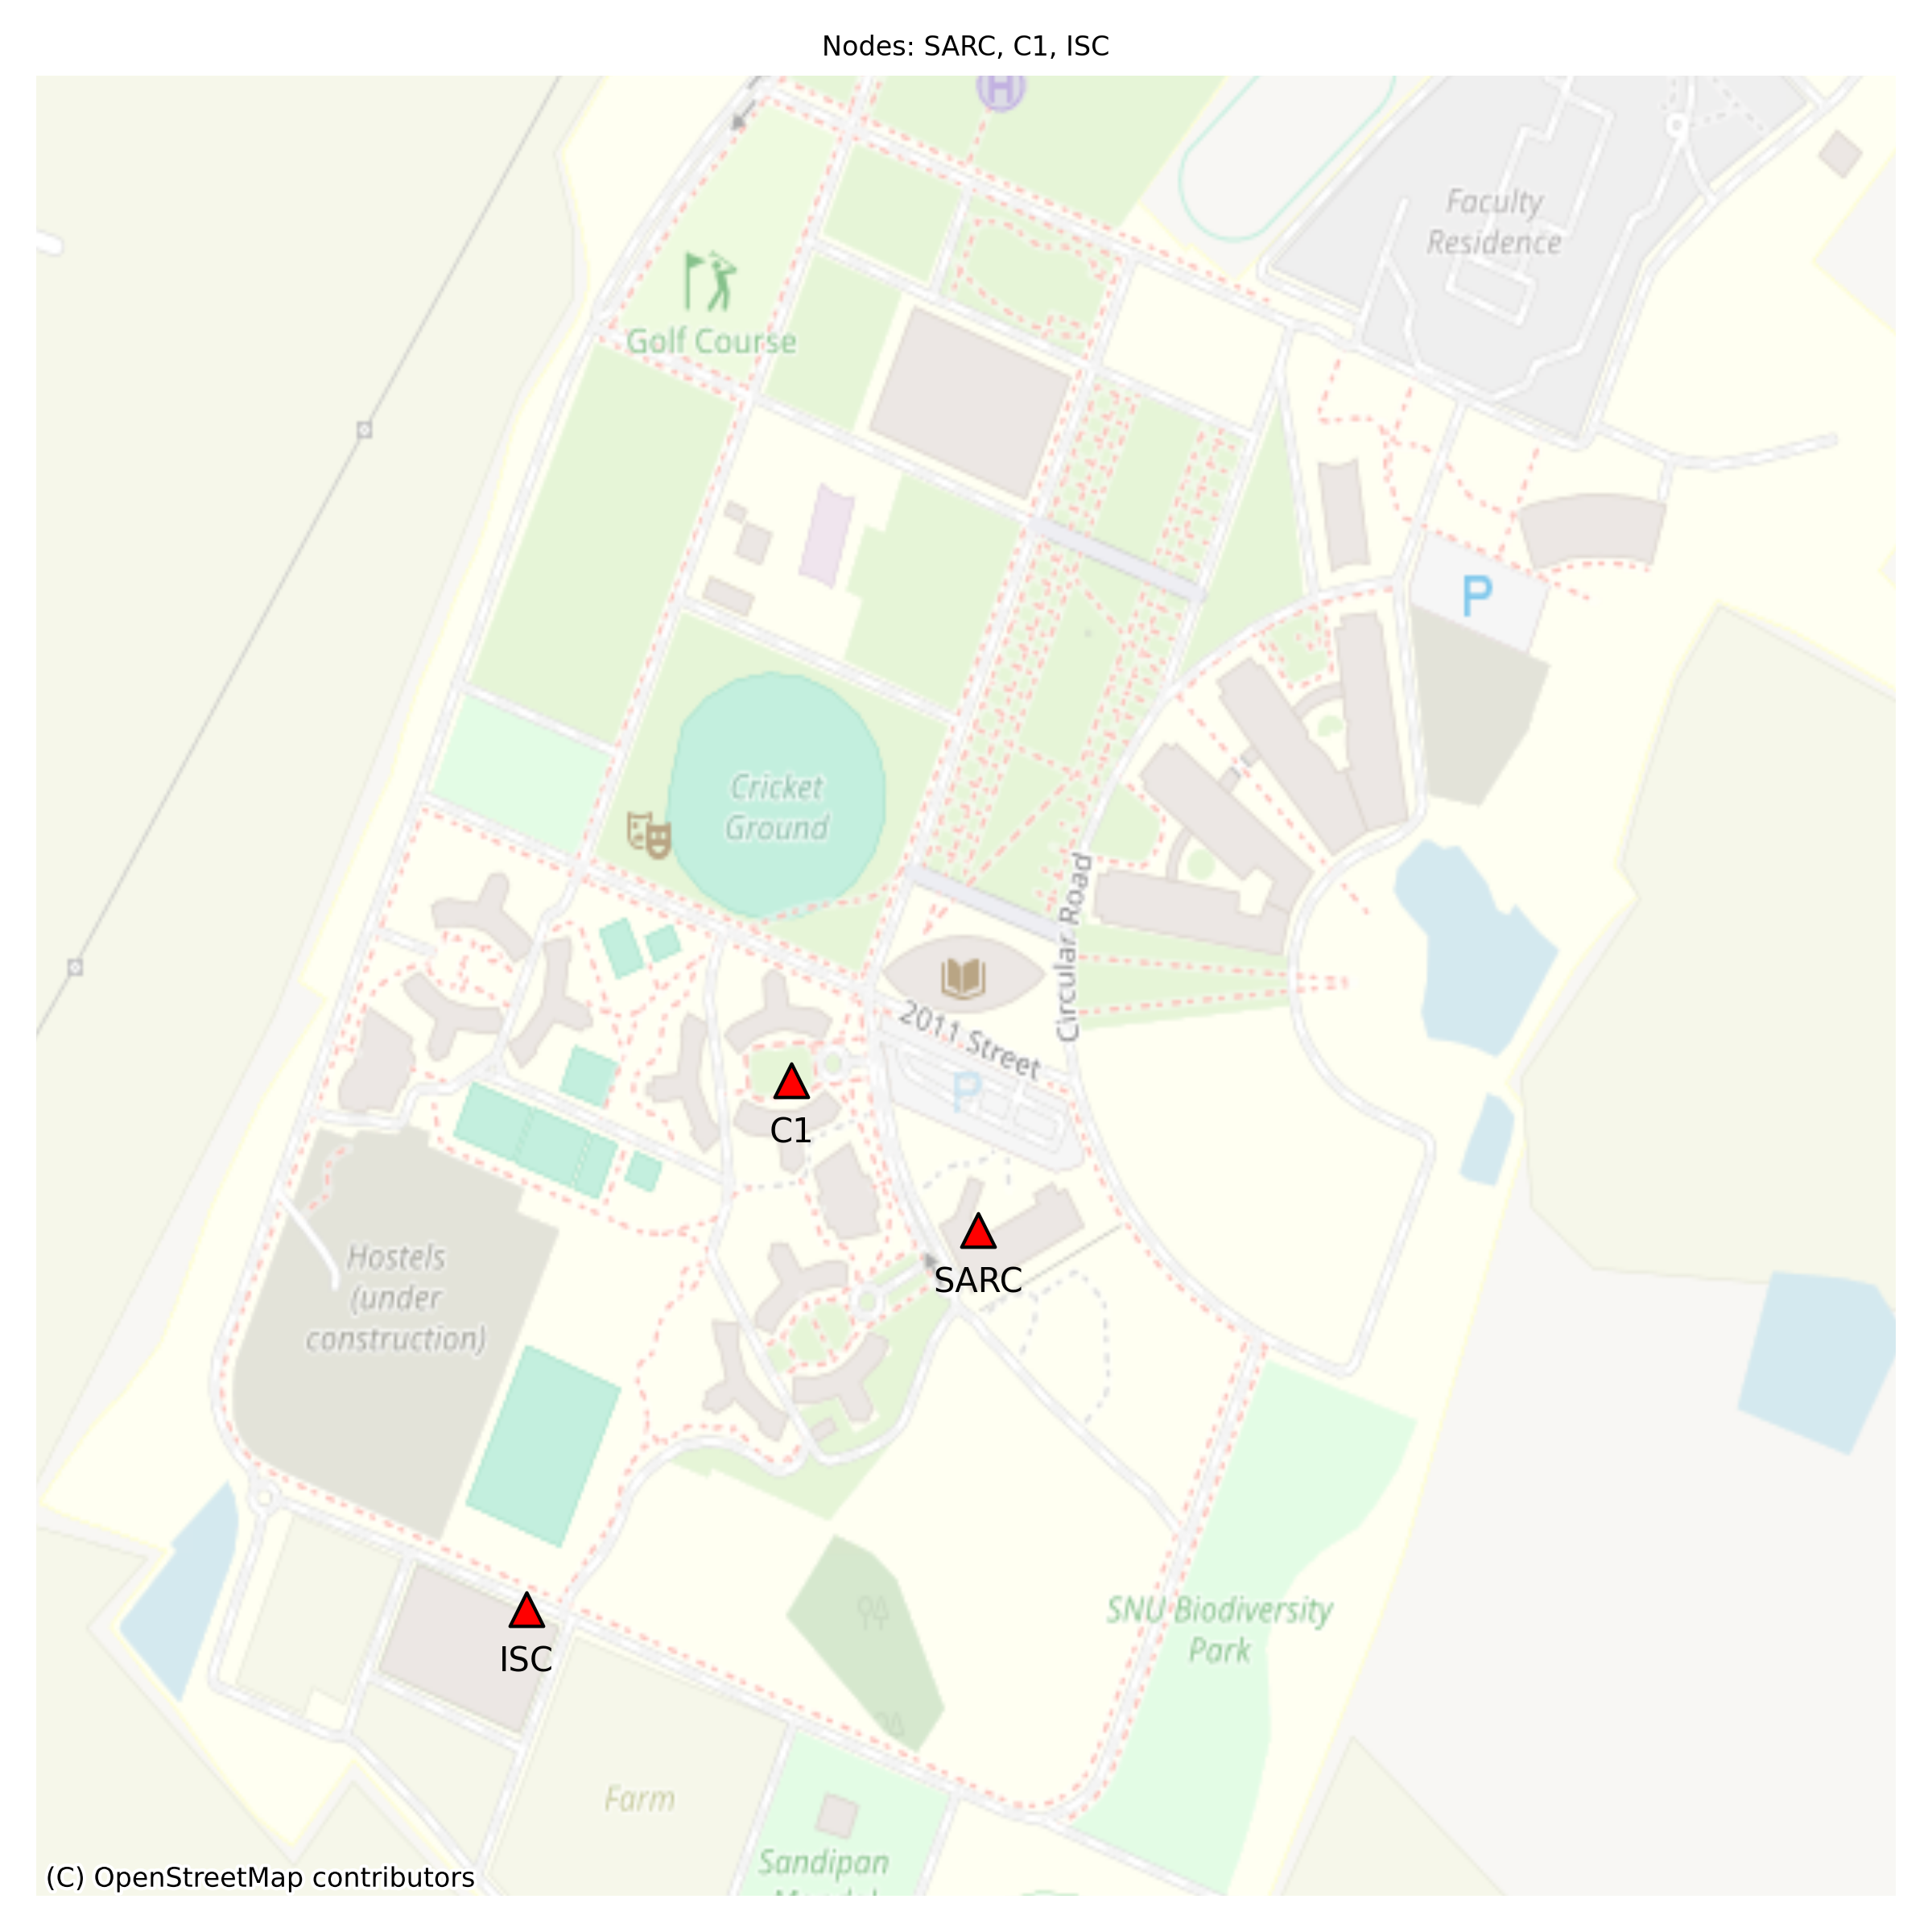 Nodes: SARC, C1, ISC
H
Faculty
Residence
Golf Course
P
Cricket
Ground
Circular Road
2011 Street
P
C1
SARC
Hostels
(under
construction)
ISC
SNU Biodiversity
Park
Farm
Sandipan
(C) OpenStreetMap contributors